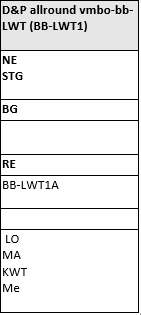 D&P allround vmbo-bb-
LWT (BB-LWT1)
NE
STG
BG
RE
BB-LWT1A
LO
MA
KWT
Me